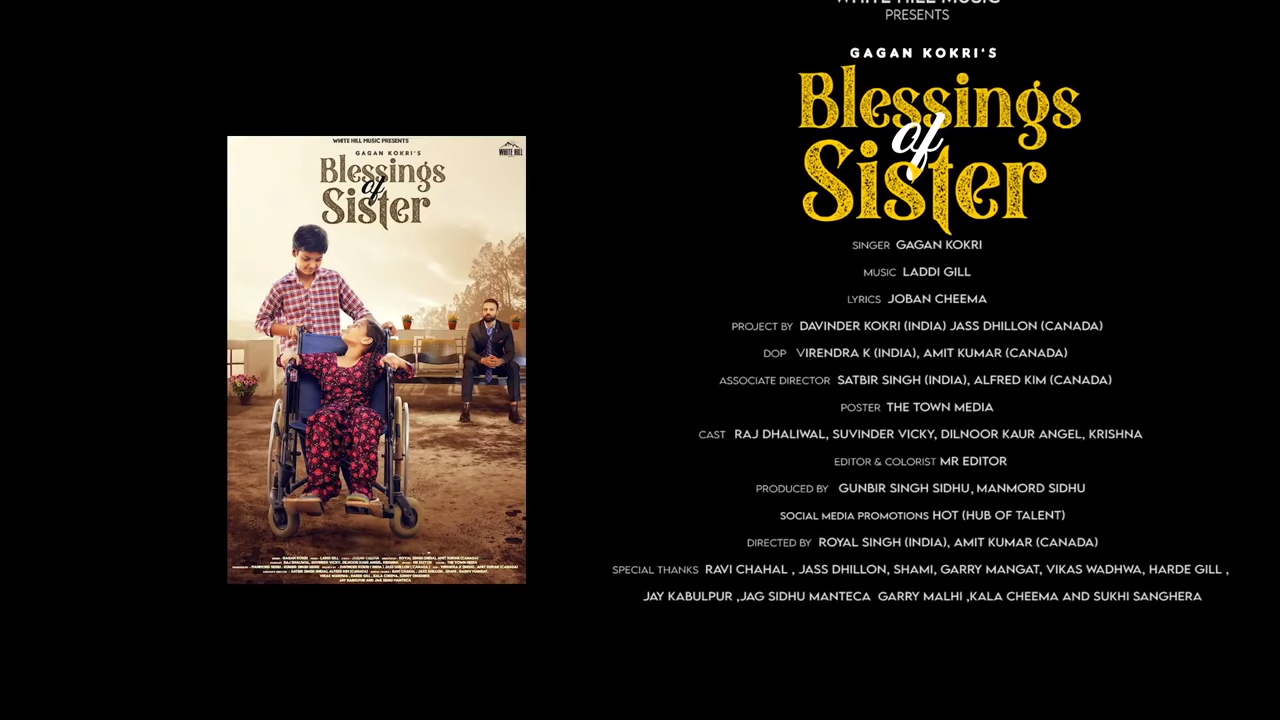 WHITE HILL MUSIC PRESENTS
WHITE HILL
GAGAN KOKRI'S
Blessings
of
Sister
WHITE HILL MUSIC
PRESENTS
GAGAN KOKRI'S
Blessings
of
Sister
SINGER GAGAN KOKRI
MUSIC LADDI GILL
LYRICS JOBAN CHEEMA
PROJECT BY DAVINDER KOKRI (INDIA) JASS DHILLON (CANADA)
DOP VIRENDRA K (INDIA), AMIT KUMAR (CANADA)
ASSOCIATE DIRECTOR SATBIR SINGH (INDIA), ALFRED KIM (CANADA)
POSTER THE TOWN MEDIA
CAST RAJ DHALIWAL, SUVINDER VICKY, DILNOOR KAUR ANGEL, KRISHNA
EDITOR & COLORIST MR EDITOR
PRODUCED BY GUNBIR SINGH SIDHU, MANMORD SIDHU
SOCIAL MEDIA PROMOTIONS HOT (HUB OF TALENT)
DIRECTED BY ROYAL SINGH (INDIA), AMIT KUMAR (CANADA)
SPECIAL THANKS RAVI CHAHAL , JASS DHILLON, SHAMI, GARRY MANGAT, VIKAS WADHWA, HARDE GILL ,
JAY KABULPUR ,JAG SIDHU MANTECA GARRY MALHI ,KALA CHEEMA AND SUKHI SANGHERA